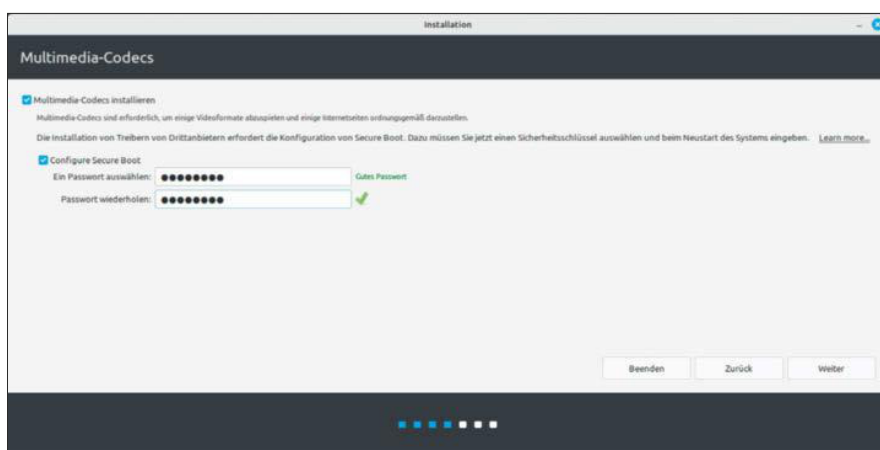 Installation
Multimedia-Codecs
Multimedia-Codecs installieren
Multimedia-Codecs sind erforderlich, um einige Videoformate abzuspielen und einige Internetseiten ordnungsgemäß darzustellen.
Die Installation von Treibern von Drittanbietern erfordert die Konfiguration von Secure Boot. Dazu müssen Sie jetzt einen Sicherheitsschlüssel auswählen und beim Neustart des Systems eingeben. Learn more...
Configure Secure Boot
Ein Passwort auswählen: ●●●●●●●● Gutes Passwort
Passwort wiederholen: ●●●●●●●●
Beenden Zurück Weiter